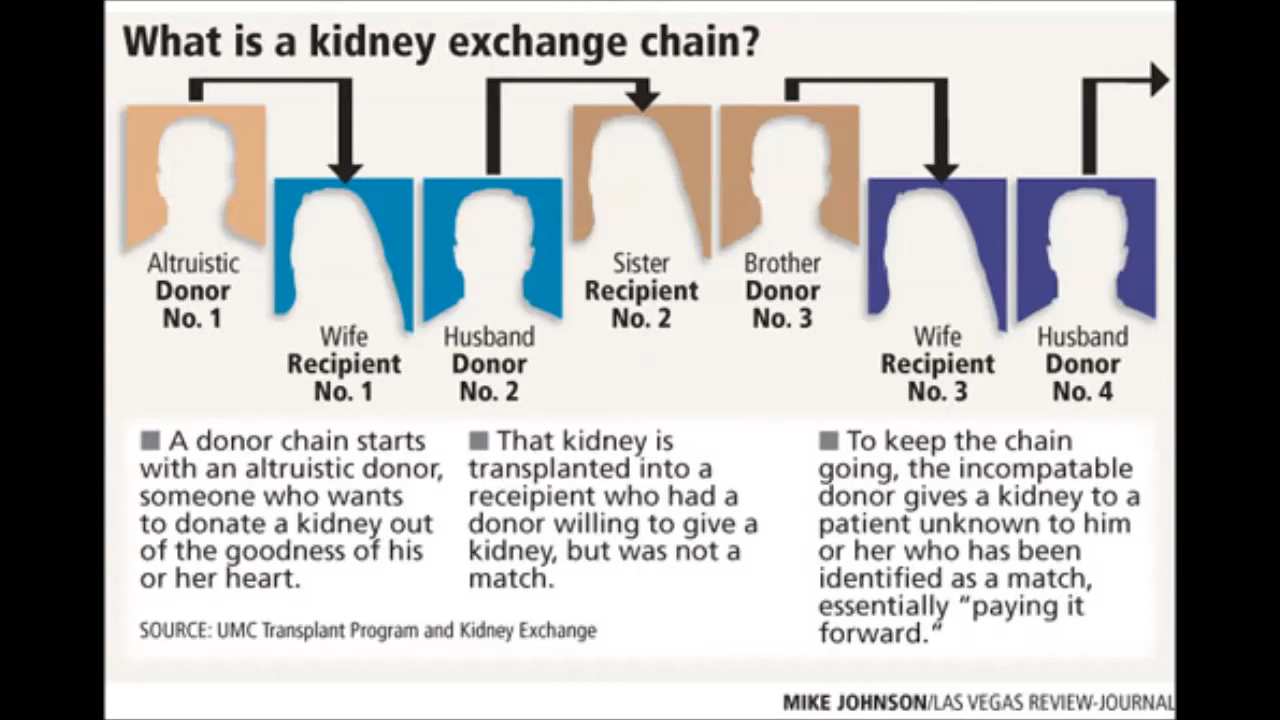 What is a kidney exchange chain?
Altruistic
Donor
No. 1
Wife
Recipient
No. 1
Husband
Donor
No. 2
Sister
Recipient
No. 2
Brother
Donor
No. 3
Wife
Recipient
No. 3
Husband
Donor
No. 4
■ A donor chain starts
with an altruistic donor,
someone who wants
to donate a kidney out
of the goodness of his
or her heart.
■ That kidney is
transplanted into a
receipient who had a
donor willing to give a
kidney, but was not a
match.
■ To keep the chain
going, the incompatable
donor gives a kidney to a
patient unknown to him
or her who has been
identified as a match,
essentially “paying it
forward.”
SOURCE: UMC Transplant Program and Kidney Exchange
MIKE JOHNSON/LAS VEGAS REVIEW-JOURNAL